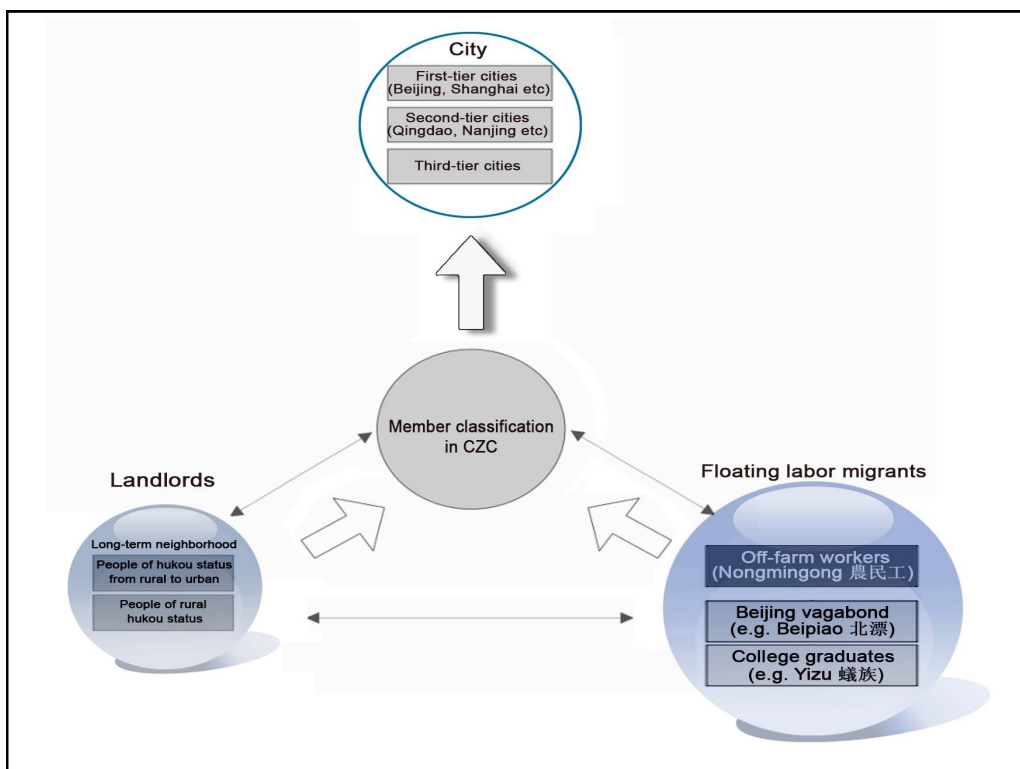 City
First-tier cities
(Beijing, Shanghai etc)
Second-tier cities
(Qingdao, Nanjing etc)
Third-tier cities
Member classification
in CZC
Landlords
Long-term neighborhood
People of hukou status
from rural to urban
People of rural
hukou status
Floating labor migrants
Off-farm workers
(Nongmingong 農民工)
Beijing vagabond
(e.g. Beipiao 北漂)
College graduates
(e.g. Yizu 蟻族)